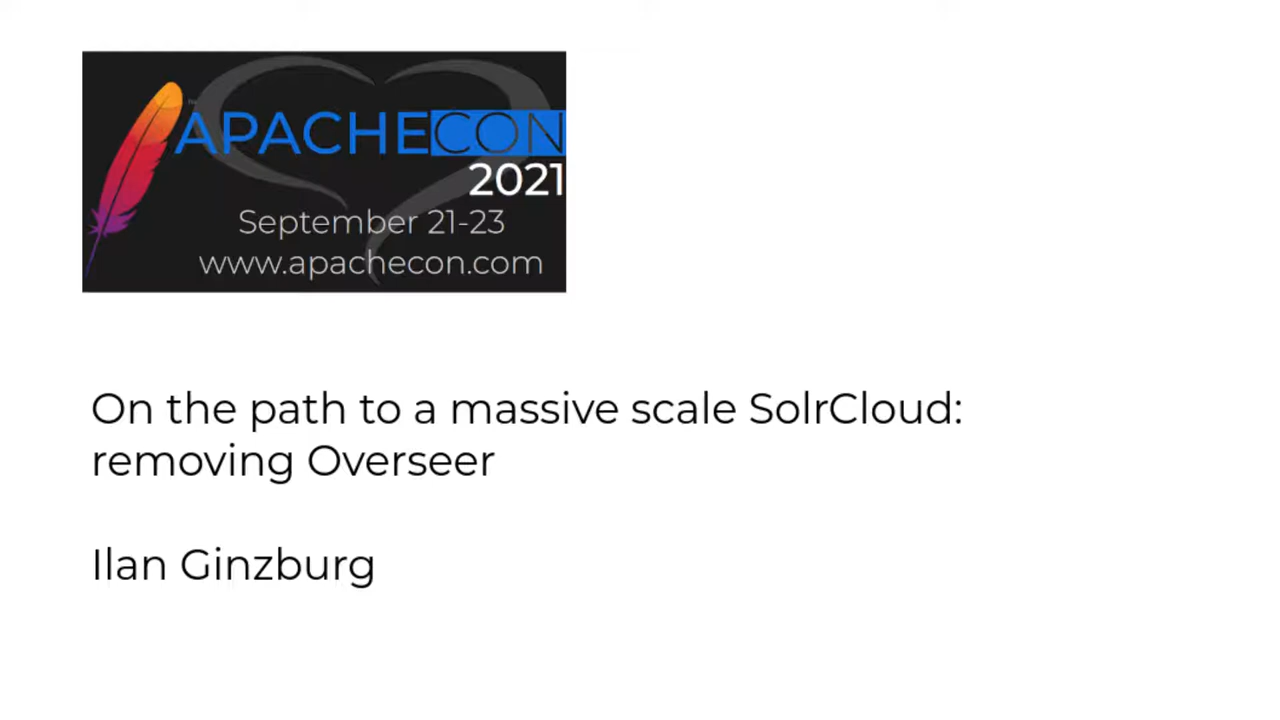 APACHECON
2021
September 21-23
www.apachecon.com
On the path to a massive scale SolrCloud:
removing Overseer
Ilan Ginzburg